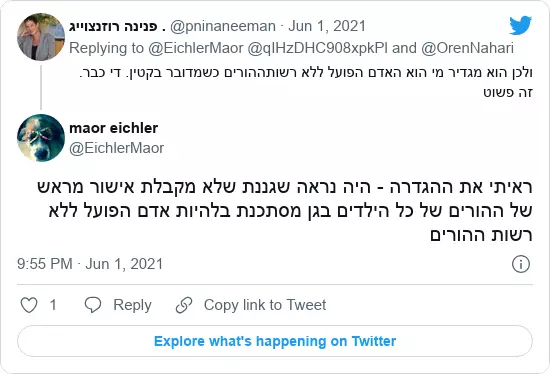 פנינה רוזנצוייג . @pninaneeman · Jun 1, 2021
Replying to @EichlerMaor @qIHzDHC908xpkPl and @OrenNahari
ולכן הוא מגדיר מי הוא האדם הפועל ללא רשותההורים כשמדובר בקטין. די כבר.
זה פשוט
maor eichler
@EichlerMaor
ראיתי את ההגדרה - היה נראה שגננת שלא מקבלת אישור מראש
של ההורים של כל הילדים בגן מסתכנת בלהיות אדם הפועל ללא
רשות ההורים
9:55 PM · Jun 1, 2021
1 Reply Copy link to Tweet
Explore what's happening on Twitter